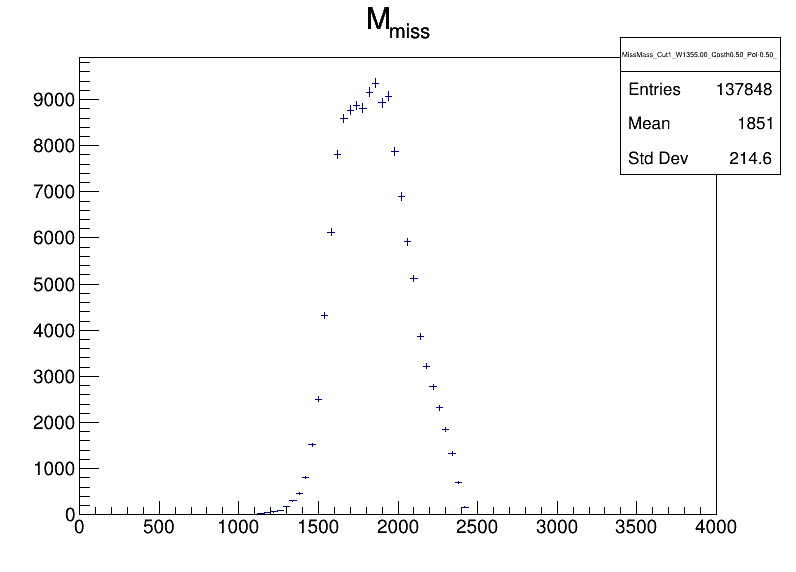 M_miss
MissMass_Cut1_W1355.00_Costh0.50_Pol-0.50_
Entries 137848
Mean 1851
Std Dev 214.6
9000
8000
7000
6000
5000
4000
3000
2000
1000
0
0 500 1000 1500 2000 2500 3000 3500 4000